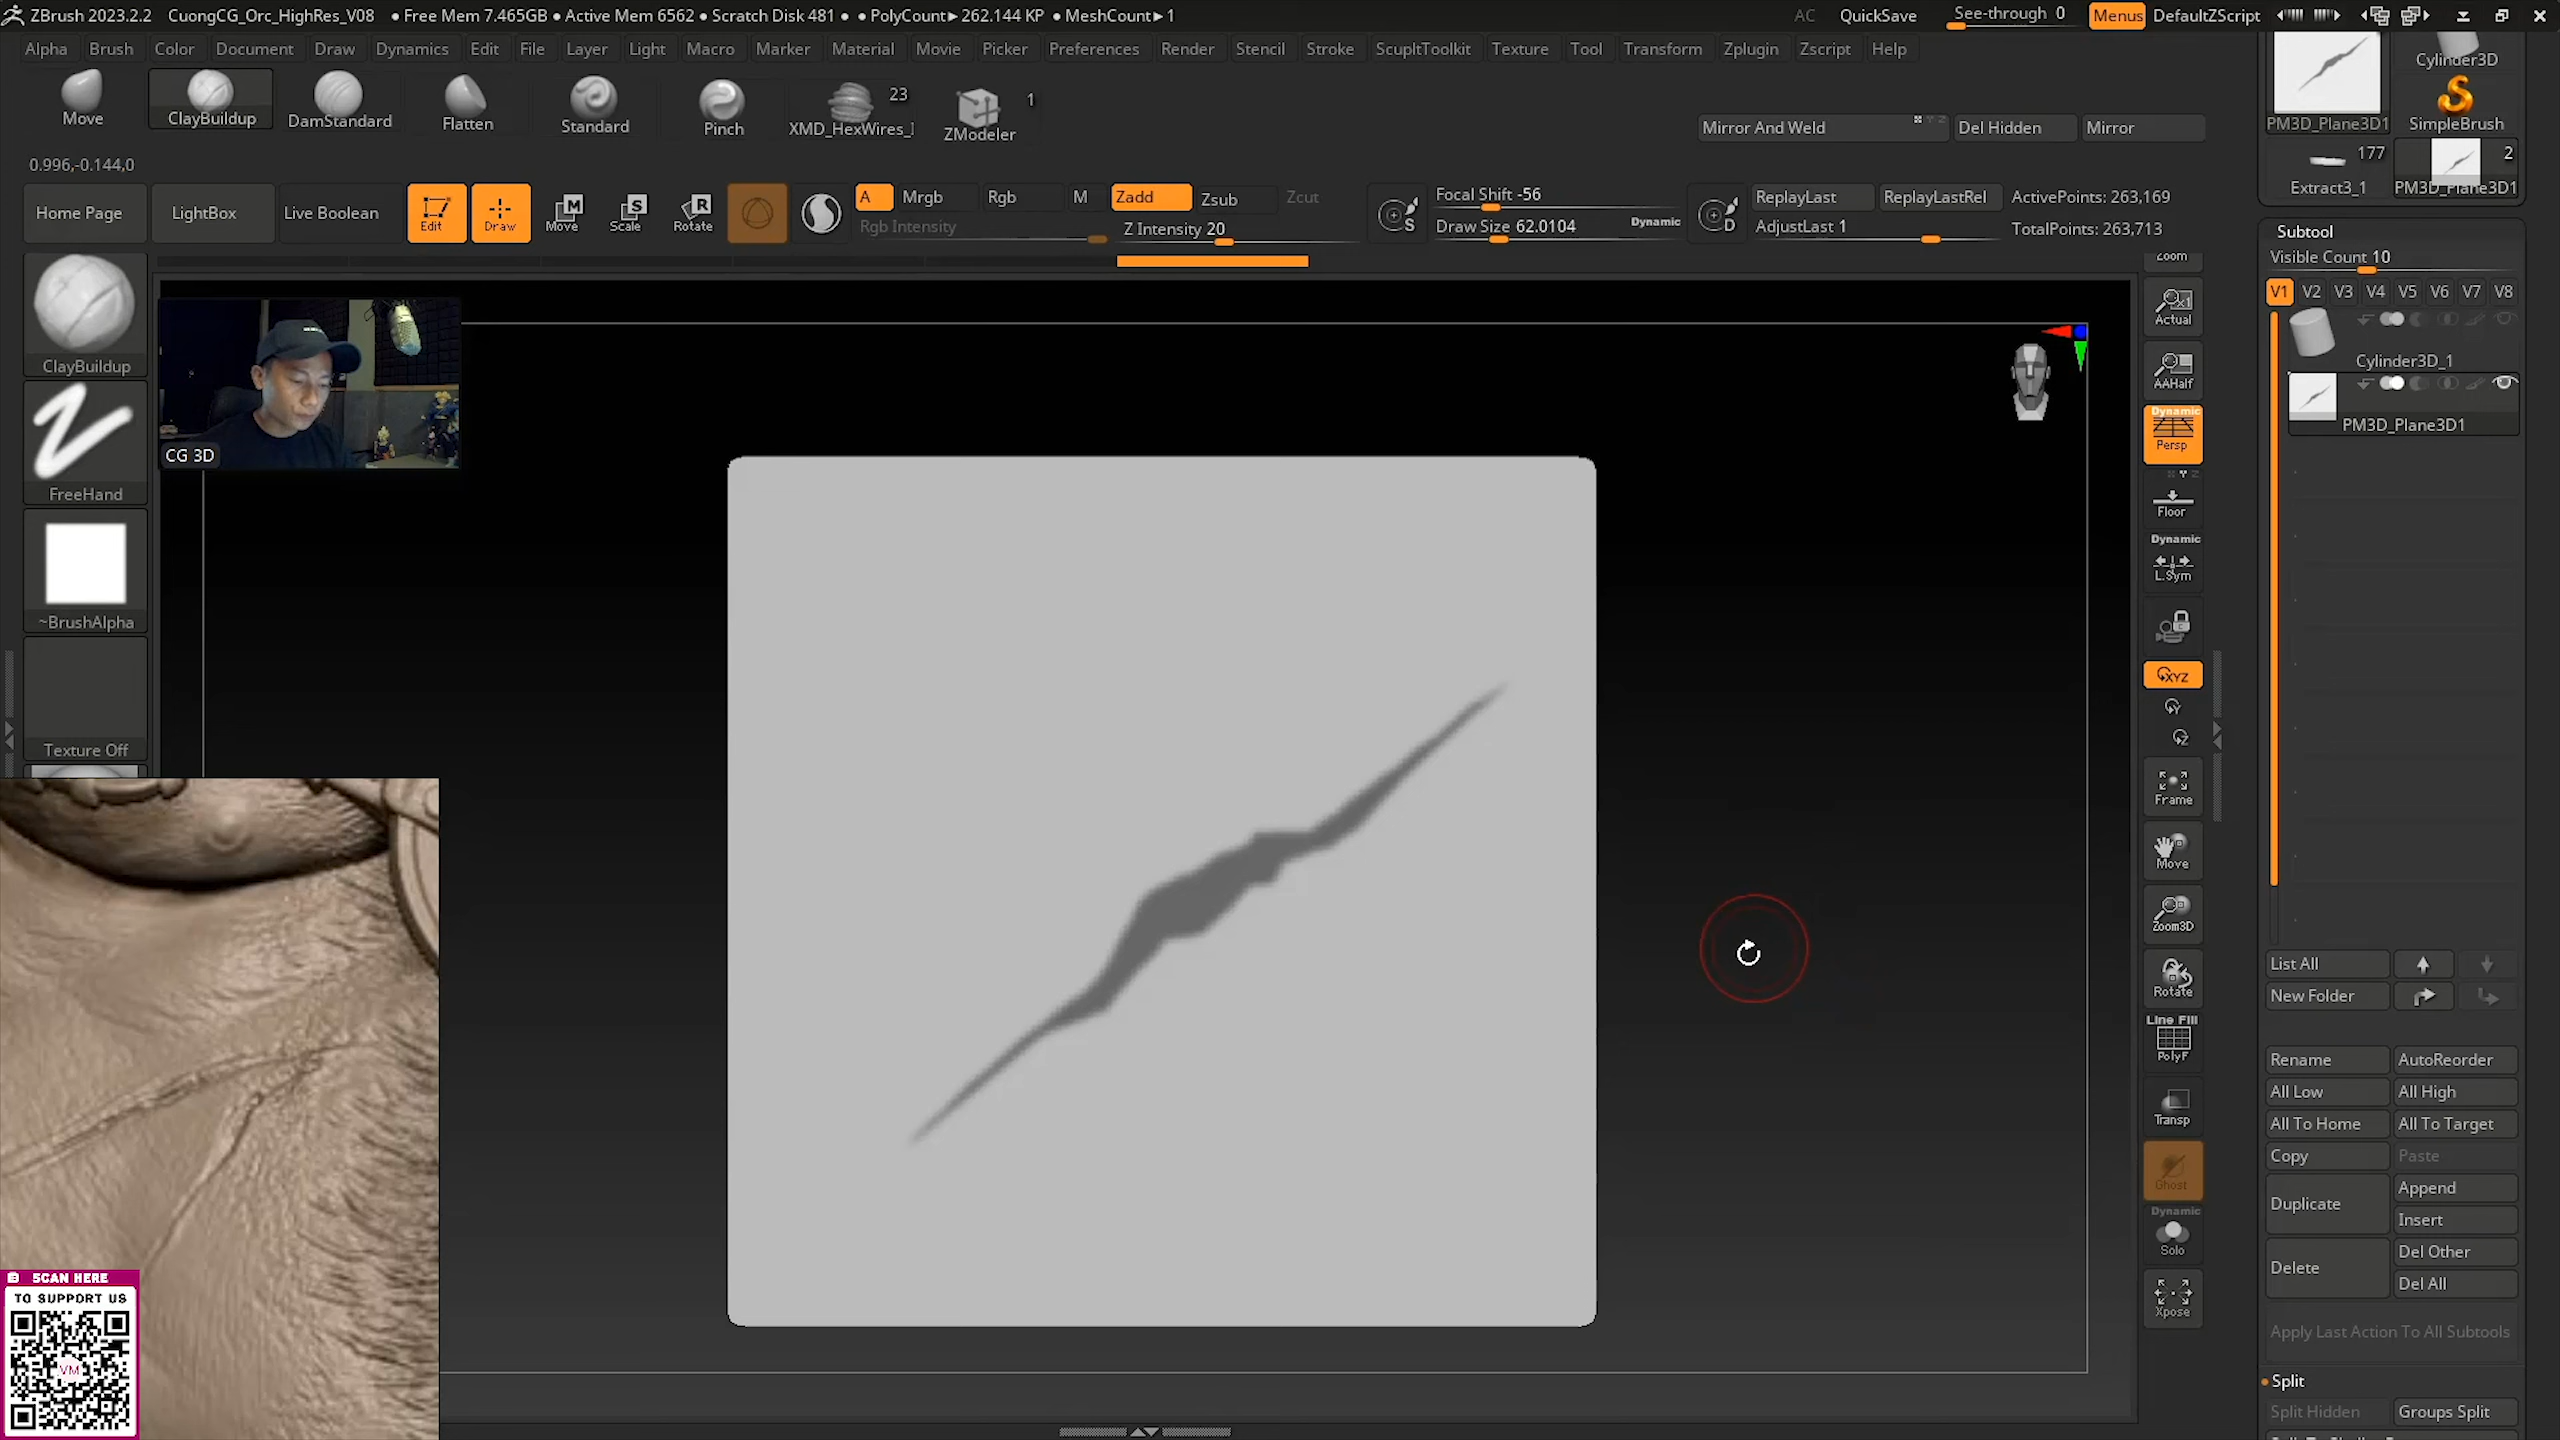 ZBrush 2023.2.2 CuongCG_Orc_HighRes_V08 ● Free Mem 7.465GB ● Active Mem 6562 ● Scratch Disk 481 ● ● PolyCount► 262.144 KP ● MeshCount►1 AC QuickSave See-through 0 Menus DefaultZScript
Alpha Brush Color Document Draw Dynamics Edit File Layer Light Macro Marker Material Movie Picker Preferences Render Stencil Stroke ScupltToolkit Texture Tool Transform Zplugin Zscript Help
Move ClayBuildup DamStandard Flatten Standard Pinch XMD_HexWires_ 23 ZModeler 1
Mirror And Weld Del Hidden Mirror
0.996,-0.144,0
Home Page LightBox Live Boolean Edit Draw Move Scale Rotate A Mrgb Rgb M Zadd Zsub Zcut
Rgb Intensity Z Intensity 20
Focal Shift -56
Draw Size 62.0104 Dynamic
ReplayLast ReplayLastRel ActivePoints: 263,169
AdjustLast 1 TotalPoints: 263,713
ClayBuildup
FreeHand
~BrushAlpha
Texture Off
CG 3D
SCAN HERE
TO SUPPORT US
VM
Zoom
Actual
AAHalf
Dynamic
Persp
Floor
Dynamic
L.Sym
XYZ
Frame
Move
Zoom3D
Rotate
Line Fill
PolyF
Transp
Ghost
Dynamic
Solo
Xpose
PM3D_Plane3D1 Cylinder3D
SimpleBrush
177 2
Extract3_1 PM3D_Plane3D1
Subtool
Visible Count 10
V1 V2 V3 V4 V5 V6 V7 V8
Cylinder3D_1
PM3D_Plane3D1
List All
New Folder
Rename AutoReorder
All Low All High
All To Home All To Target
Copy Paste
Duplicate Append
Insert
Delete Del Other
Del All
Apply Last Action To All Subtools
Split
Split Hidden Groups Split